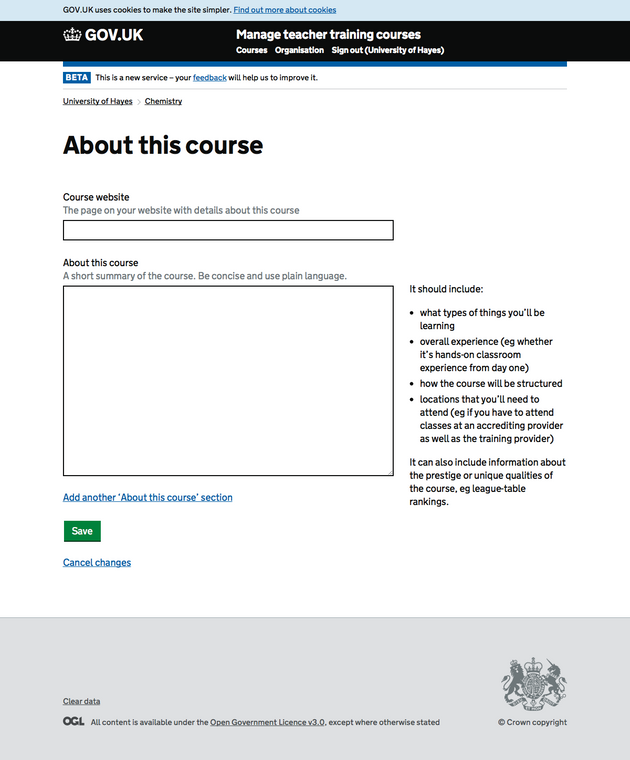 GOV.UK uses cookies to make the site simpler. Find out more about cookies
GOV.UK
Manage teacher training courses
Courses Organisation Sign out (University of Hayes)
BETA This is a new service – your feedback will help us to improve it.
University of Hayes > Chemistry
About this course
Course website
The page on your website with details about this course
About this course
A short summary of the course. Be concise and use plain language.
It should include:
• what types of things you'll be
learning
• overall experience (eg whether
it's hands-on classroom
experience from day one)
• how the course will be structured
• locations that you'll need to
attend (eg if you have to attend
classes at an accrediting provider
as well as the training provider)
It can also include information about
the prestige or unique qualities of
the course, eg league-table
rankings.
Add another 'About this course' section
Save
Cancel changes
Clear data
OGL All content is available under the Open Government Licence v3.0, except where otherwise stated
© Crown copyright